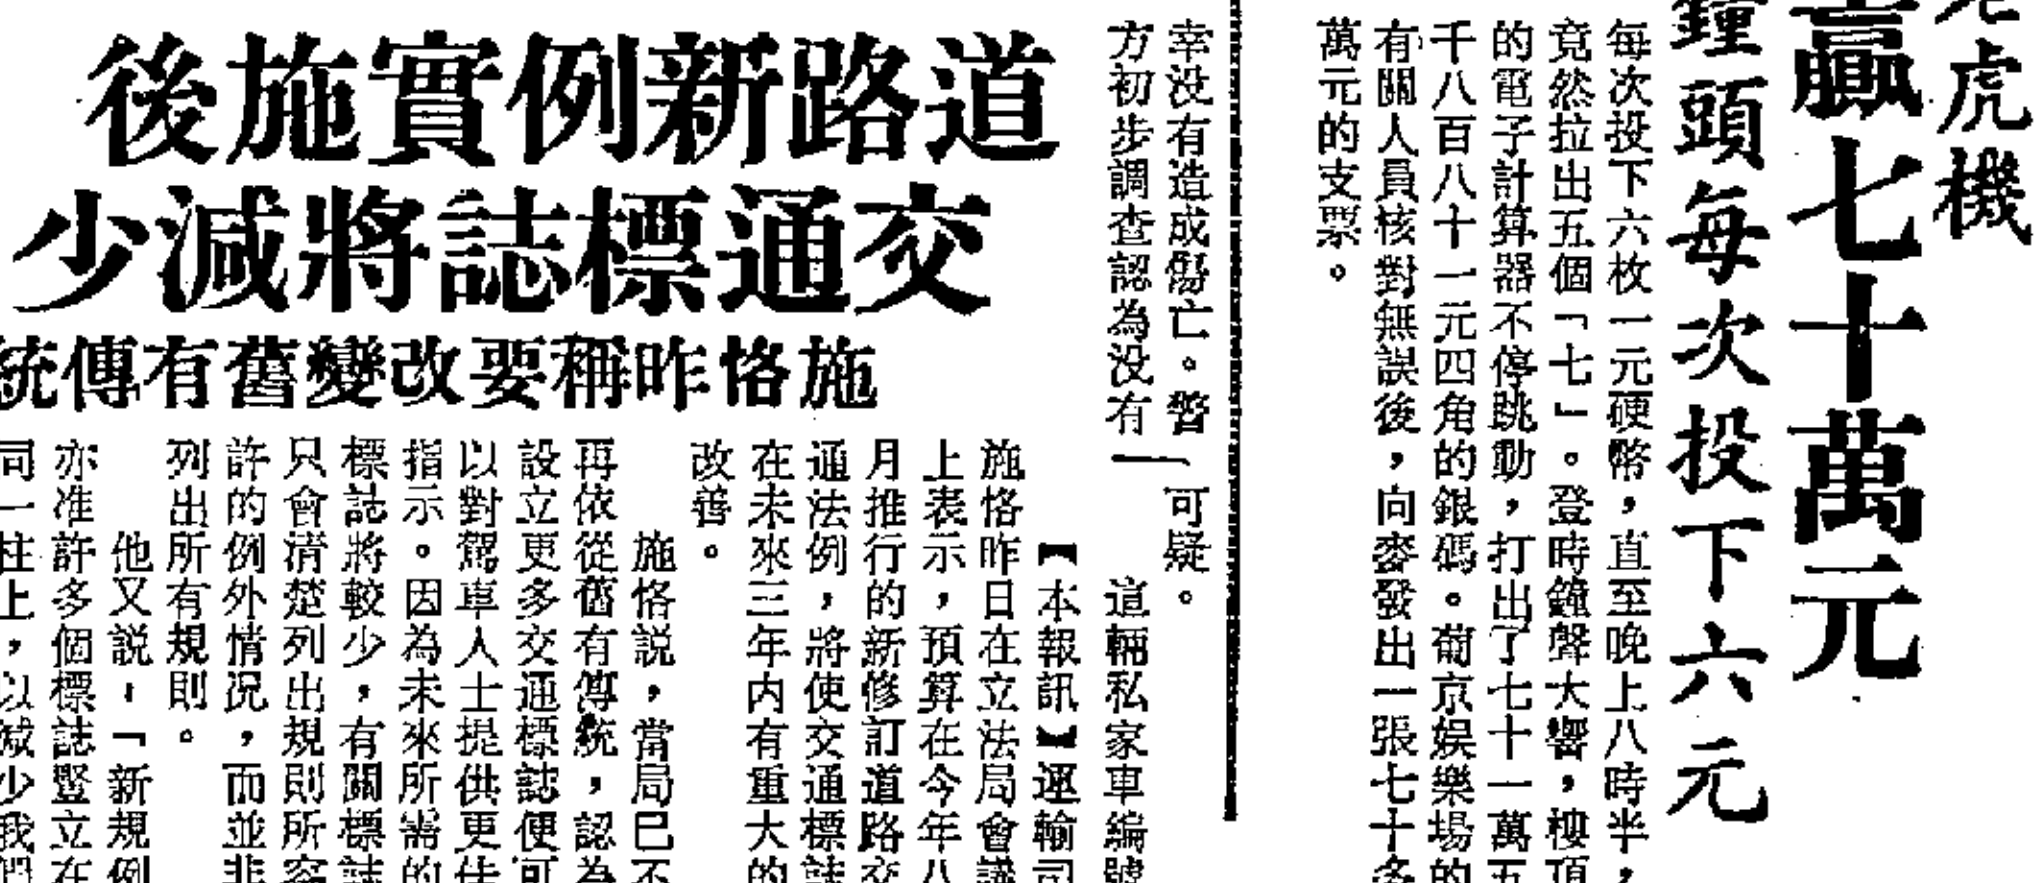 老虎機
贏七十萬元
鐘頭每次投下六元
每次投下六枚一元硬幣，直至晚上八時半，
竟然拉出五個「七」。登時鐘聲大響，樓頂
的電子計算器不停跳動，打出了七十一萬五
千八百八十一元四角的銀碼。葡京娛樂場的
有關人員核對無誤後，向麥發出一張七十多
萬元的支票。
幸没有造成傷亡。警
方初步調查認為没有
可疑。
這輛私家車編號
道路新例實施後
交通標誌將減少
施恪昨稱要改變舊有傳統
【本報訊】運輸司
施恪昨日在立法局會議
上表示，預算在今年八
月推行的新修訂道路交
通法例，將使交通標誌
在未來三年内有重大的
改善。
施恪説，當局已不
再依從舊有傳統，認為
設立更多交通標誌便可
以對駕車人士提供更佳
指示。因為未來所需的
標誌將較少，有關標誌
只會清楚列出規則所容
許的例外情况，而並非
列出所有規則。
他又説，「新規例
亦准許多個標誌豎立在
同一柱上，以減少我們